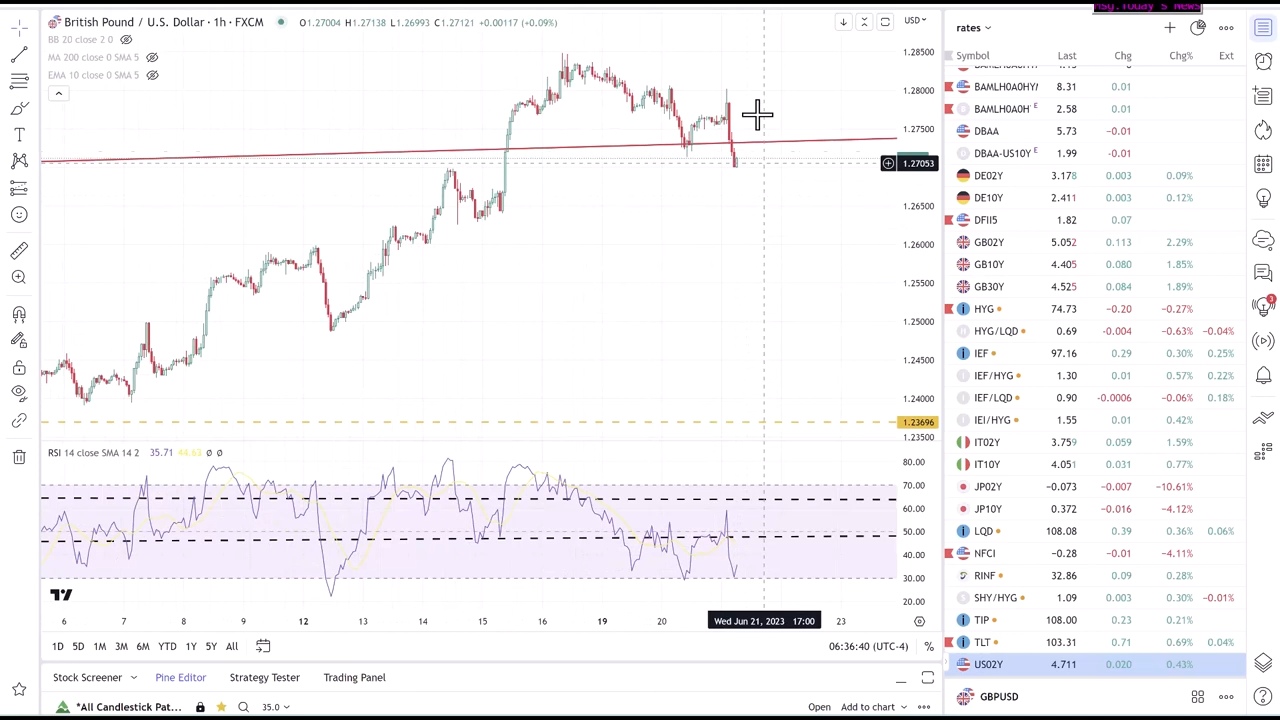 Msg.Today's News
British Pound / U.S. Dollar · 1h · FXCM O1.27004 H1.27138 L1.26993 C1.27121 +0.00117 (+0.09%) USD
BB 20 close 2 0
MA 200 close 0 SMA 5
EMA 10 close 0 SMA 5
1.28500
1.28000
1.27500
1.27053
1.26500
1.26000
1.25500
1.25000
1.24500
1.24000
1.23696
1.23500
RSI 14 close SMA 14 2 35.71 44.63 ø ø
80.00
70.00
60.00
50.00
40.00
30.00
20.00
6 7 8 9 12 13 14 15 16 19 20 Wed Jun 21, 2023 17:00 23
1D 5D 1M 3M 6M YTD 1Y 5Y All 06:36:40 (UTC-4) %
Stock Screener Pine Editor Strategy Tester Trading Panel
*All Candlestick Pat... Open Add to chart
rates
Symbol Last Chg Chg% Ext
BAMLH0A0HY 8.31 0.01
BAMLH0A0H E 2.58 0.01
DBAA 5.73 −0.01
DBAA-US10Y E 1.99 −0.01
DE02Y 3.178 0.003 0.09%
DE10Y 2.411 0.003 0.12%
DFII5 1.82 0.07
GB02Y 5.052 0.113 2.29%
GB10Y 4.405 0.080 1.85%
GB30Y 4.525 0.084 1.89%
HYG 74.73 −0.20 −0.27%
HYG/LQD 0.69 −0.004 −0.63% −0.04%
IEF 97.16 0.29 0.30% 0.25%
IEF/HYG 1.30 0.01 0.57% 0.22%
IEF/LQD 0.90 −0.0006 −0.06% 0.18%
IEI/HYG 1.55 0.01 0.42%
IT02Y 3.759 0.059 1.59%
IT10Y 4.051 0.031 0.77%
JP02Y −0.073 −0.007 −10.61%
JP10Y 0.372 −0.016 −4.12%
LQD 108.08 0.39 0.36% 0.06%
NFCI −0.28 −0.01 −4.11%
RINF 32.86 0.09 0.28%
SHY/HYG 1.09 0.003 0.30% −0.01%
TIP 108.00 0.23 0.21%
TLT 103.31 0.71 0.69% 0.04%
US02Y 4.711 0.020 0.43%
GBPUSD
3